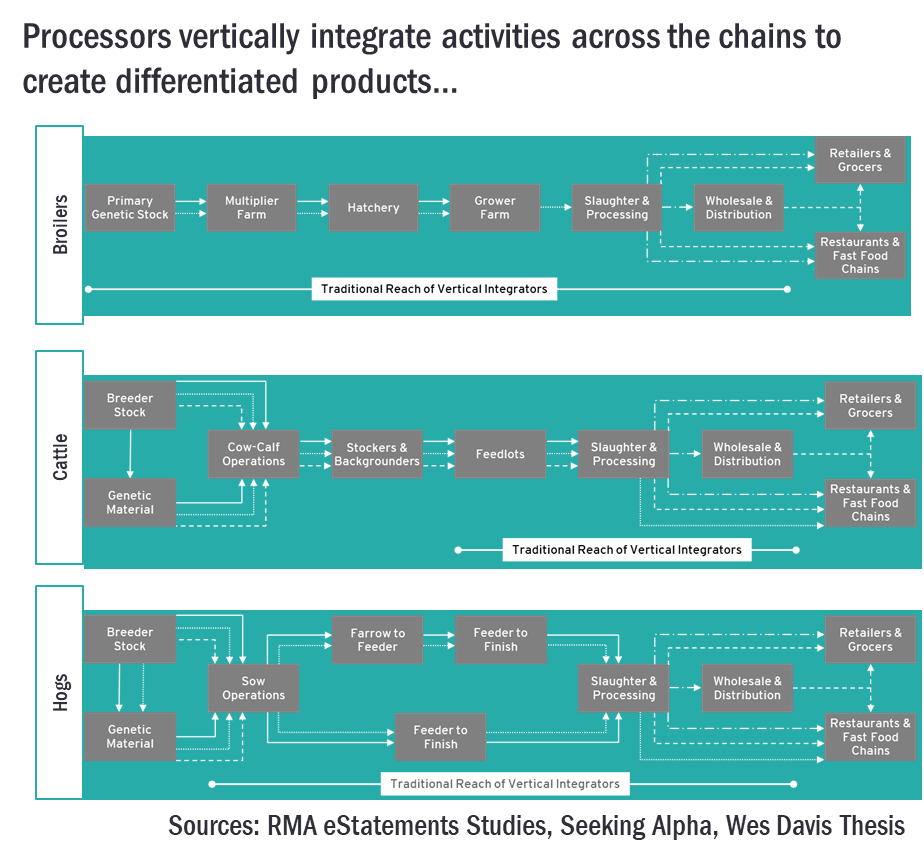 Processors vertically integrate activities across the chains to
create differentiated products...
Broilers
Primary
Genetic Stock
Multiplier
Farm
Hatchery
Grower
Farm
Slaughter &
Processing
Wholesale &
Distribution
Retailers &
Grocers
Restaurants &
Fast Food
Chains
Traditional Reach of Vertical Integrators
Cattle
Breeder
Stock
Genetic
Material
Cow-Calf
Operations
Stockers &
Backgrounders
Feedlots
Slaughter &
Processing
Wholesale &
Distribution
Retailers &
Grocers
Restaurants &
Fast Food
Chains
Traditional Reach of Vertical Integrators
Hogs
Breeder
Stock
Genetic
Material
Sow
Operations
Farrow to
Feeder
Feeder to
Finish
Feeder to
Finish
Slaughter &
Processing
Wholesale &
Distribution
Retailers &
Grocers
Restaurants &
Fast Food
Chains
Traditional Reach of Vertical Integrators
Sources: RMA eStatements Studies, Seeking Alpha, Wes Davis Thesis